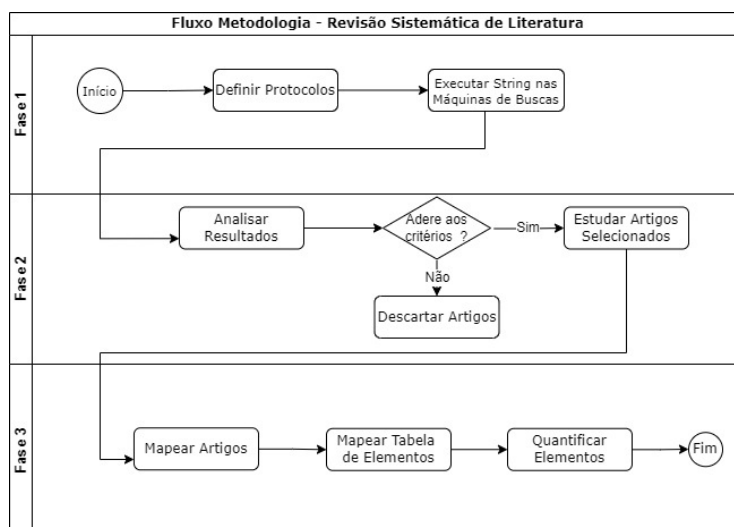 Fluxo Metodologia - Revisão Sistemática de Literatura
Fase 1
Início
Definir Protocolos
Executar String nas
Máquinas de Buscas
Fase 2
Analisar
Resultados
Adere aos
critérios ?
Sim
Estudar Artigos
Selecionados
Não
Descartar Artigos
Fase 3
Mapear Artigos
Mapear Tabela
de Elementos
Quantificar
Elementos
Fim